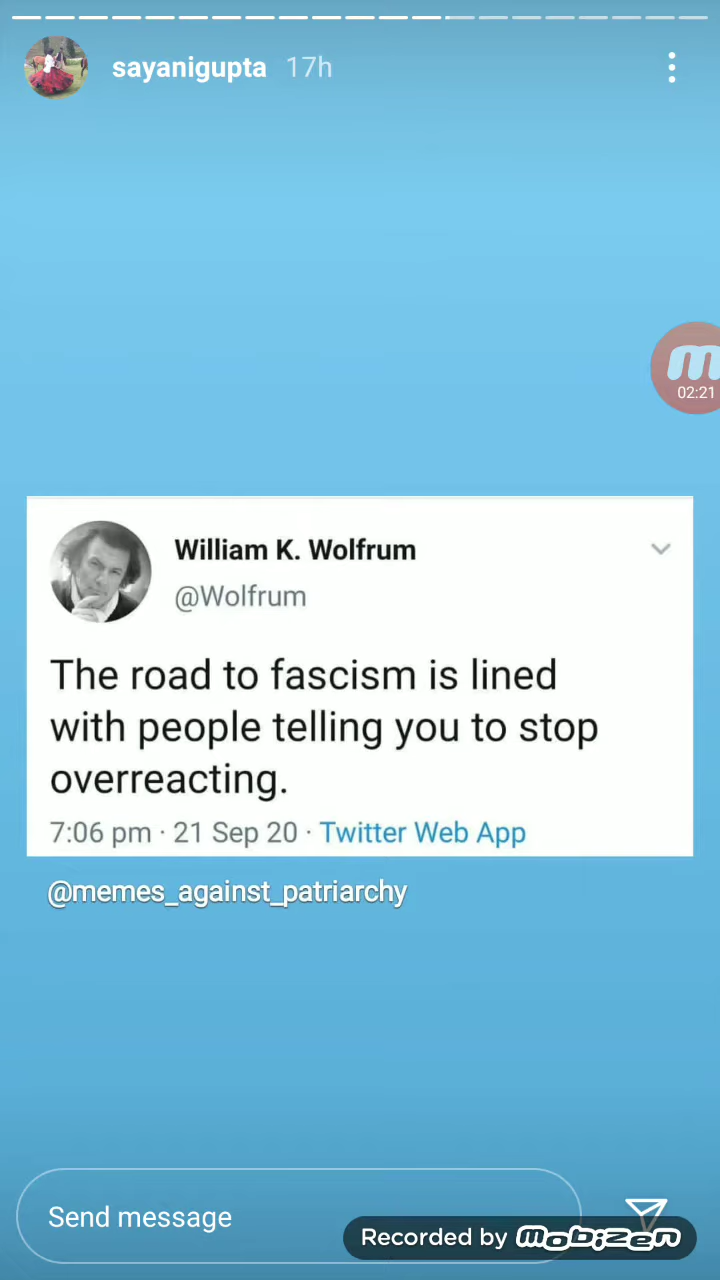 sayanigupta 17h
m
02:21
William K. Wolfrum
@Wolfrum
The road to fascism is lined
with people telling you to stop
overreacting.
7:06 pm · 21 Sep 20 · Twitter Web App
@memes_against_patriarchy
Send message
Recorded by mobizen